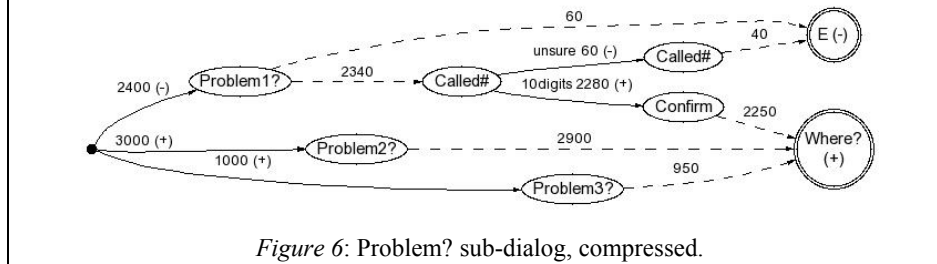 60
E (-)
40
unsure 60 (-)
Called#
2340
Problem1?
Called#
2400 (-)
10digits 2280 (+)
Confirm
2250
3000 (+)
Problem2?
2900
Where?
(+)
1000 (+)
950
Problem3?
Figure 6: Problem? sub-dialog, compressed.